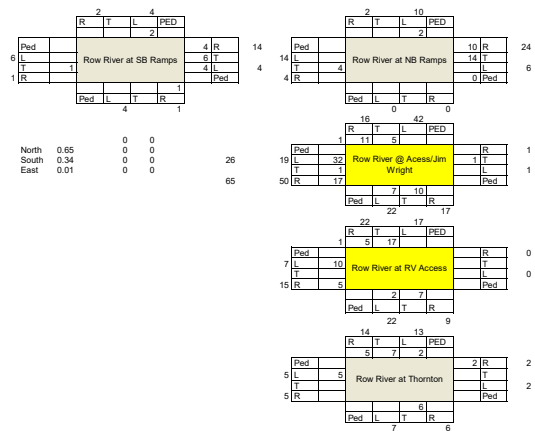 2 4
R T L PED
2
Ped 4 R 14
6 L Row River at SB Ramps 6 T
T 1 4 L 4
1 R Ped
1
Ped L T R
4 1
0 0
North 0.65 0 0
South 0.34 0 0 26
East 0.01 0 0
65
2 10
R T L PED
2
Ped 10 R 24
14 L Row River at NB Ramps 14 T
T 4 L 6
4 R 0 Ped
Ped L T R
0 0
16 42
R T L PED
1 11 5
Ped R 1
19 L 32 Row River @ Acess/Jim 1 T
T 1 Wright L 1
50 R 17 Ped
7 10
Ped L T R
22 17
22 17
R T L PED
1 5 17
Ped R 0
7 L 10 Row River at RV Access T
T L 0
15 R 5 Ped
2 7
Ped L T R
22 9
14 13
R T L PED
5 7 2
Ped 2 R 2
5 L 5 Row River at Thornton T
T L 2
5 R Ped
6
Ped L T R
7 6